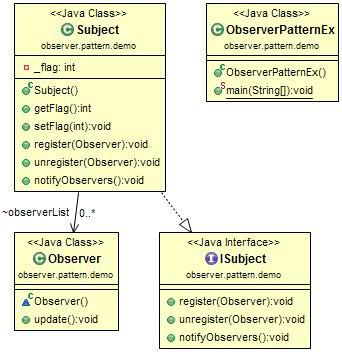 <<Java Class>>
Subject
observer.pattern.demo
_flag: int
Subject()
getFlag():int
setFlag(int):void
register(Observer):void
unregister(Observer):void
notifyObservers():void
<<Java Class>>
ObserverPatternEx
observer.pattern.demo
ObserverPatternEx()
main(String[]):void
~observerList 0..*
<<Java Class>>
Observer
observer.pattern.demo
Observer()
update():void
<<Java Interface>>
ISubject
observer.pattern.demo
register(Observer):void
unregister(Observer):void
notifyObservers():void